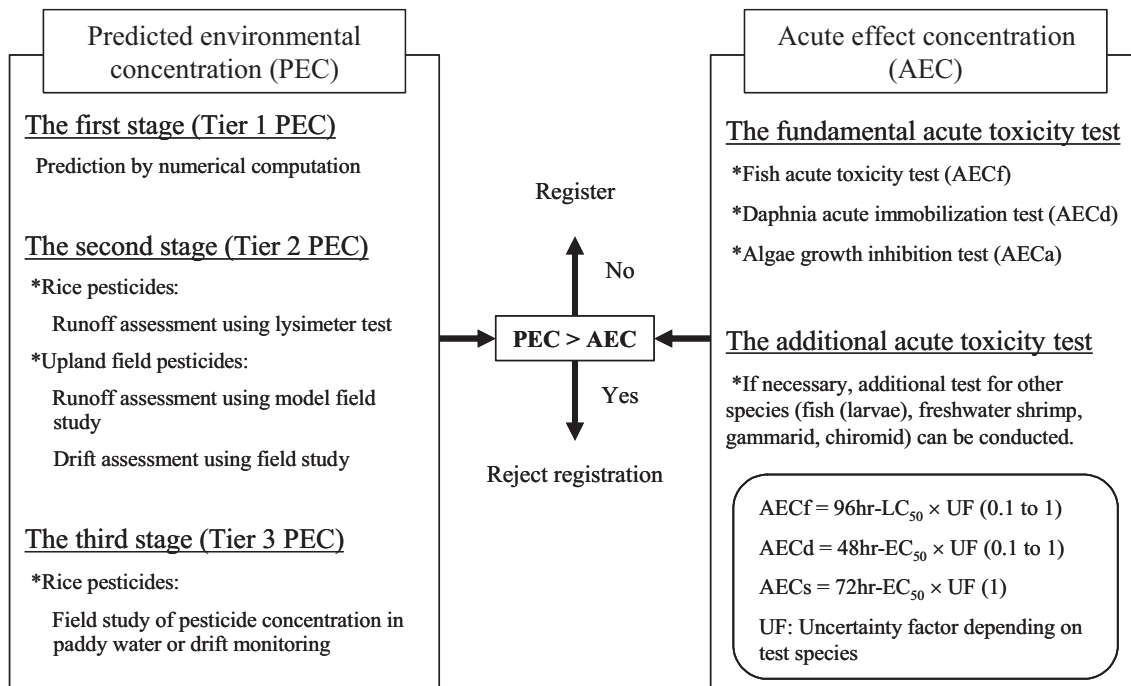 Predicted environmental
concentration (PEC)
The first stage (Tier 1 PEC)
Prediction by numerical computation
The second stage (Tier 2 PEC)
*Rice pesticides:
Runoff assessment using lysimeter test
*Upland field pesticides:
Runoff assessment using model field
study
Drift assessment using field study
The third stage (Tier 3 PEC)
*Rice pesticides:
Field study of pesticide concentration in
paddy water or drift monitoring
Register
No
PEC > AEC
Yes
Reject registration
Acute effect concentration
(AEC)
The fundamental acute toxicity test
*Fish acute toxicity test (AECf)
*Daphnia acute immobilization test (AECd)
*Algae growth inhibition test (AECa)
The additional acute toxicity test
*If necessary, additional test for other
species (fish (larvae), freshwater shrimp,
gammarid, chiromid) can be conducted.
AECf = 96hr-LC₅₀ × UF (0.1 to 1)
AECd = 48hr-EC₅₀ × UF (0.1 to 1)
AECs = 72hr-EC₅₀ × UF (1)
UF: Uncertainty factor depending on
test species